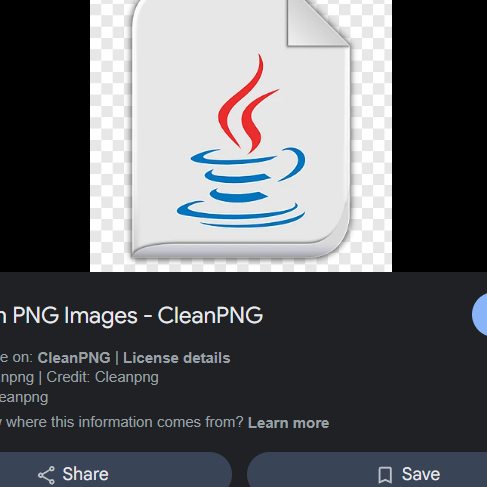 n PNG Images - CleanPNG
e on: CleanPNG | License details
npng | Credit: Cleanpng
eanpng
where this information comes from? Learn more
Share
Save